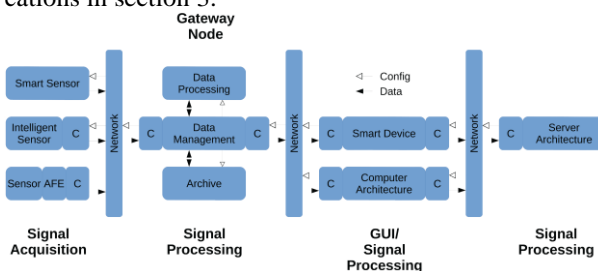 cations in section 3.
Gateway
Node
Smart Sensor
Intelligent
Sensor
C
Sensor AFE
C
Network
Data
Processing
C
Data
Management
C
Archive
Network
Config
Data
C
Smart Device
C
C
Computer
Architecture
C
Network
C
Server
Architecture
Signal
Acquisition
Signal
Processing
GUI/
Signal
Processing
Signal
Processing